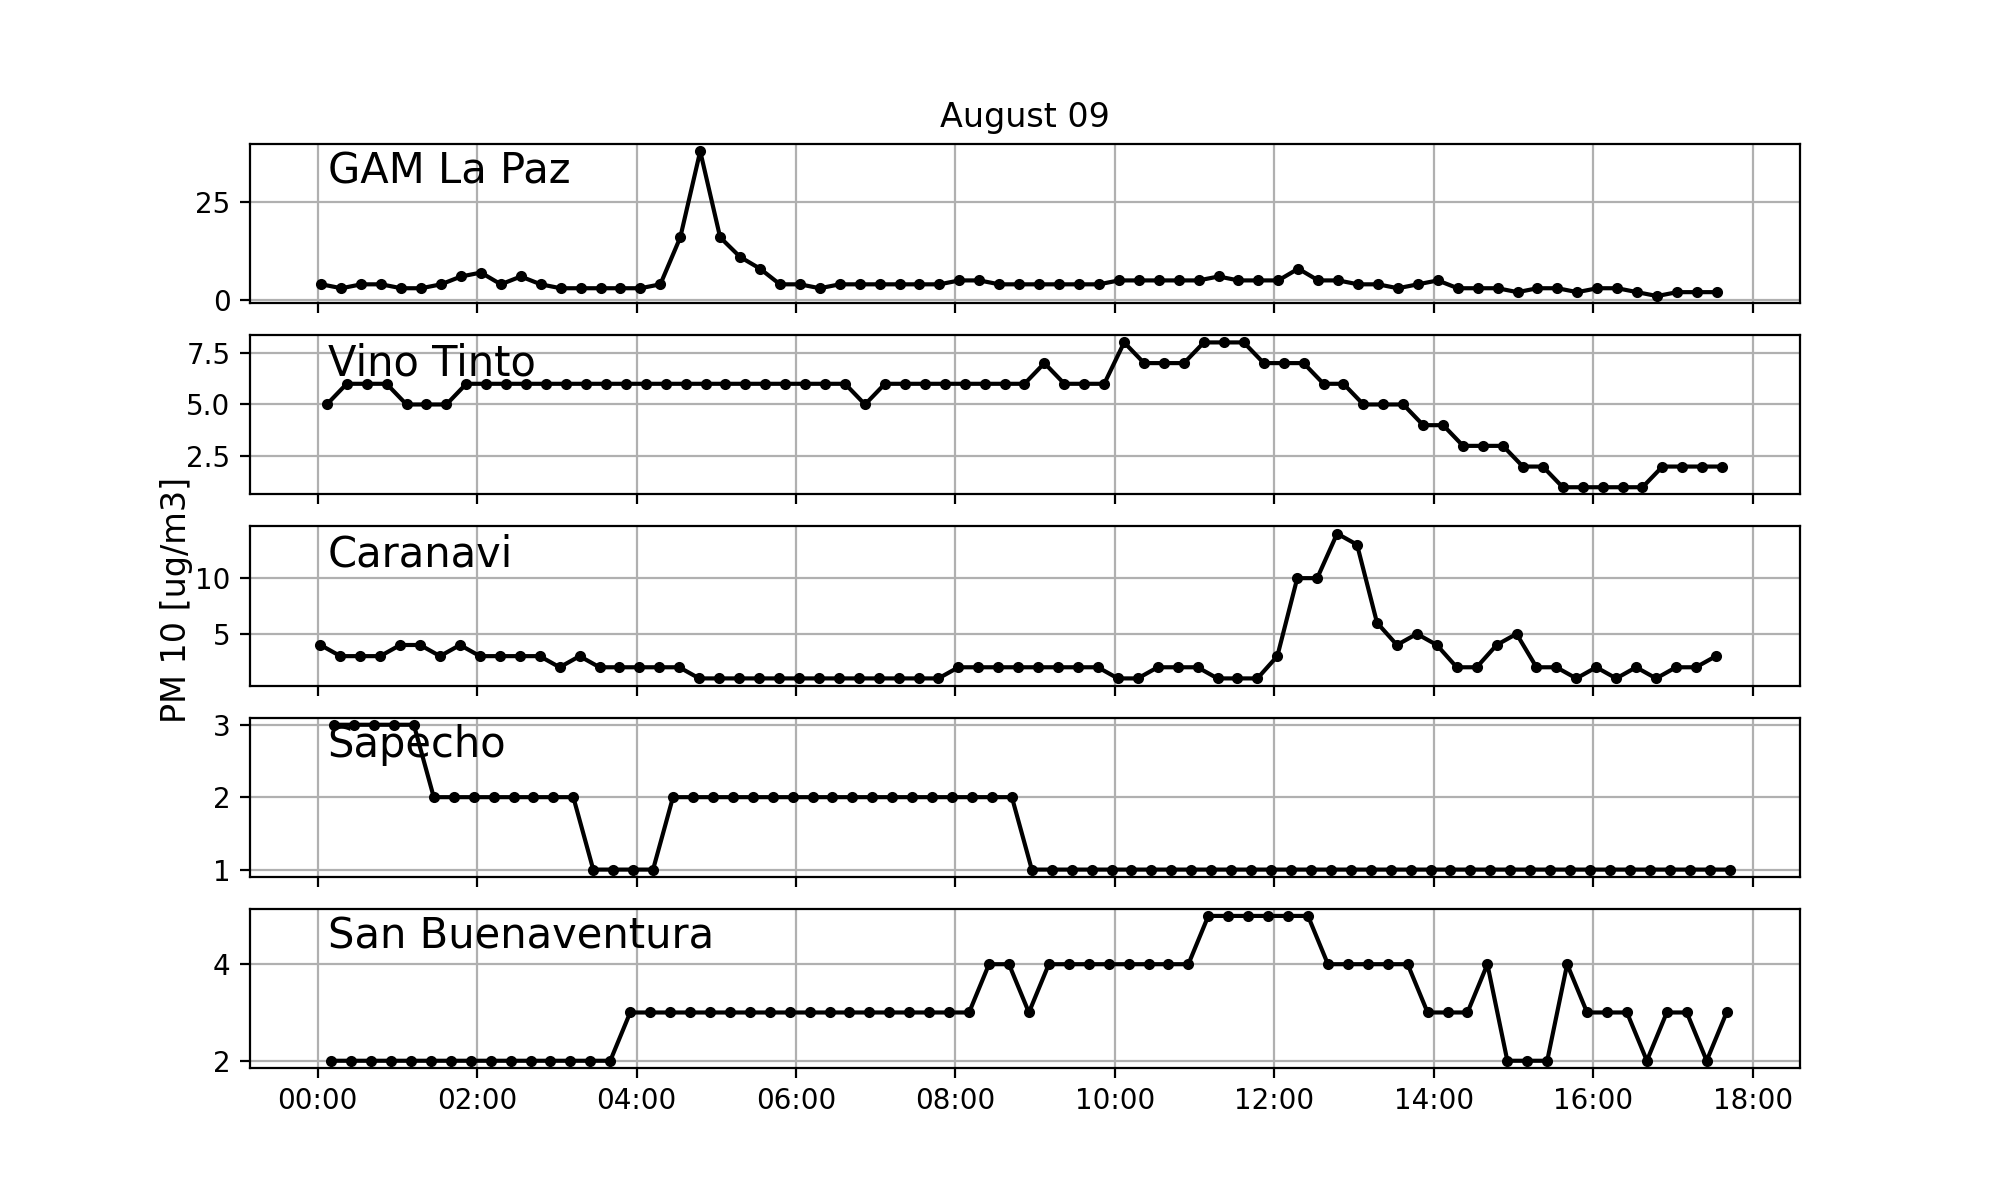 August 09
GAM La Paz
25
0
Vino Tinto
7.5
5.0
2.5
PM 10 [ug/m3]
Caranavi
10
5
Sapecho
3
2
1
San Buenaventura
4
2
00:00 02:00 04:00 06:00 08:00 10:00 12:00 14:00 16:00 18:00